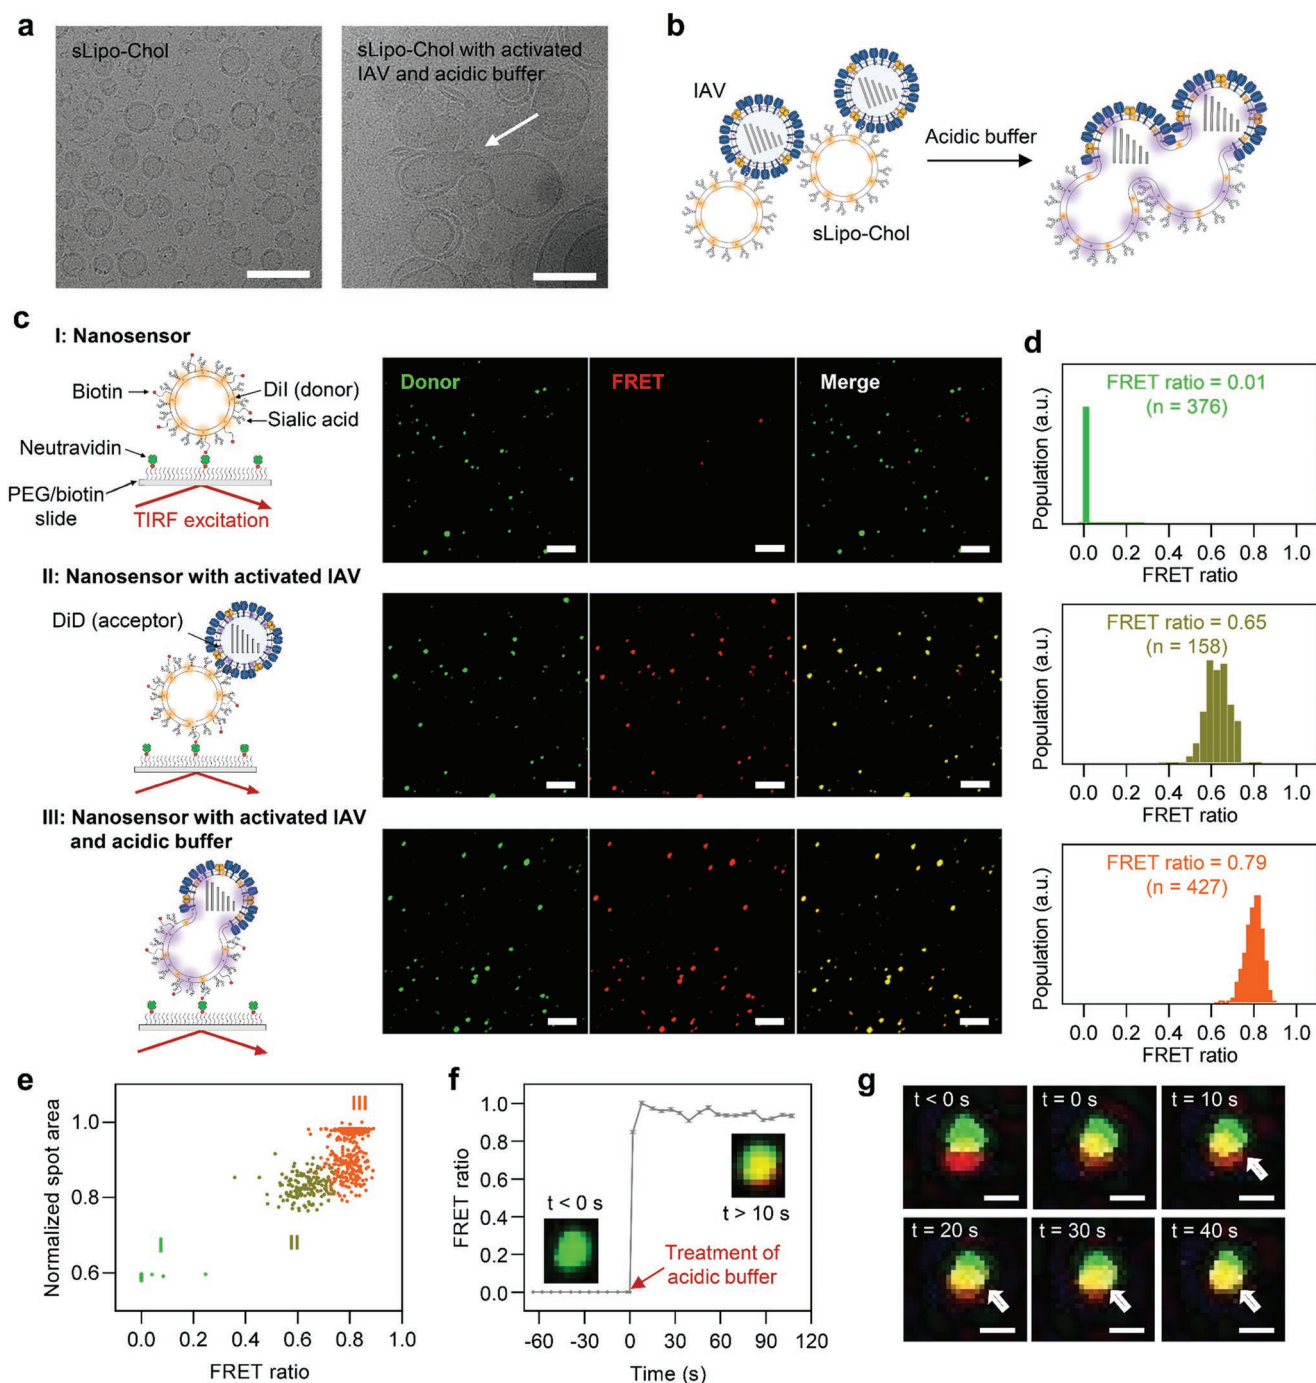 a
sLipo-Chol
sLipo-Chol with activated
IAV and acidic buffer
b
IAV
sLipo-Chol
Acidic buffer
c
I: Nanosensor
Biotin
DiI (donor)
Sialic acid
Neutravidin
PEG/biotin
slide
TIRF excitation
Donor
FRET
Merge
II: Nanosensor with activated IAV
DiD (acceptor)
III: Nanosensor with activated IAV
and acidic buffer
d
FRET ratio = 0.01
(n = 376)
Population (a.u.)
0.0 0.2 0.4 0.6 0.8 1.0
FRET ratio
FRET ratio = 0.65
(n = 158)
Population (a.u.)
0.0 0.2 0.4 0.6 0.8 1.0
FRET ratio
FRET ratio = 0.79
(n = 427)
Population (a.u.)
0.0 0.2 0.4 0.6 0.8 1.0
FRET ratio
e
Normalized spot area
1.0
0.8
0.6
I
II
III
0.0 0.2 0.4 0.6 0.8 1.0
FRET ratio
f
FRET ratio
1.0
0.8
0.6
0.4
0.2
0.0
t < 0 s
t > 10 s
Treatment of
acidic buffer
-60 -30 0 30 60 90 120
Time (s)
g
t < 0 s
t = 0 s
t = 10 s
t = 20 s
t = 30 s
t = 40 s